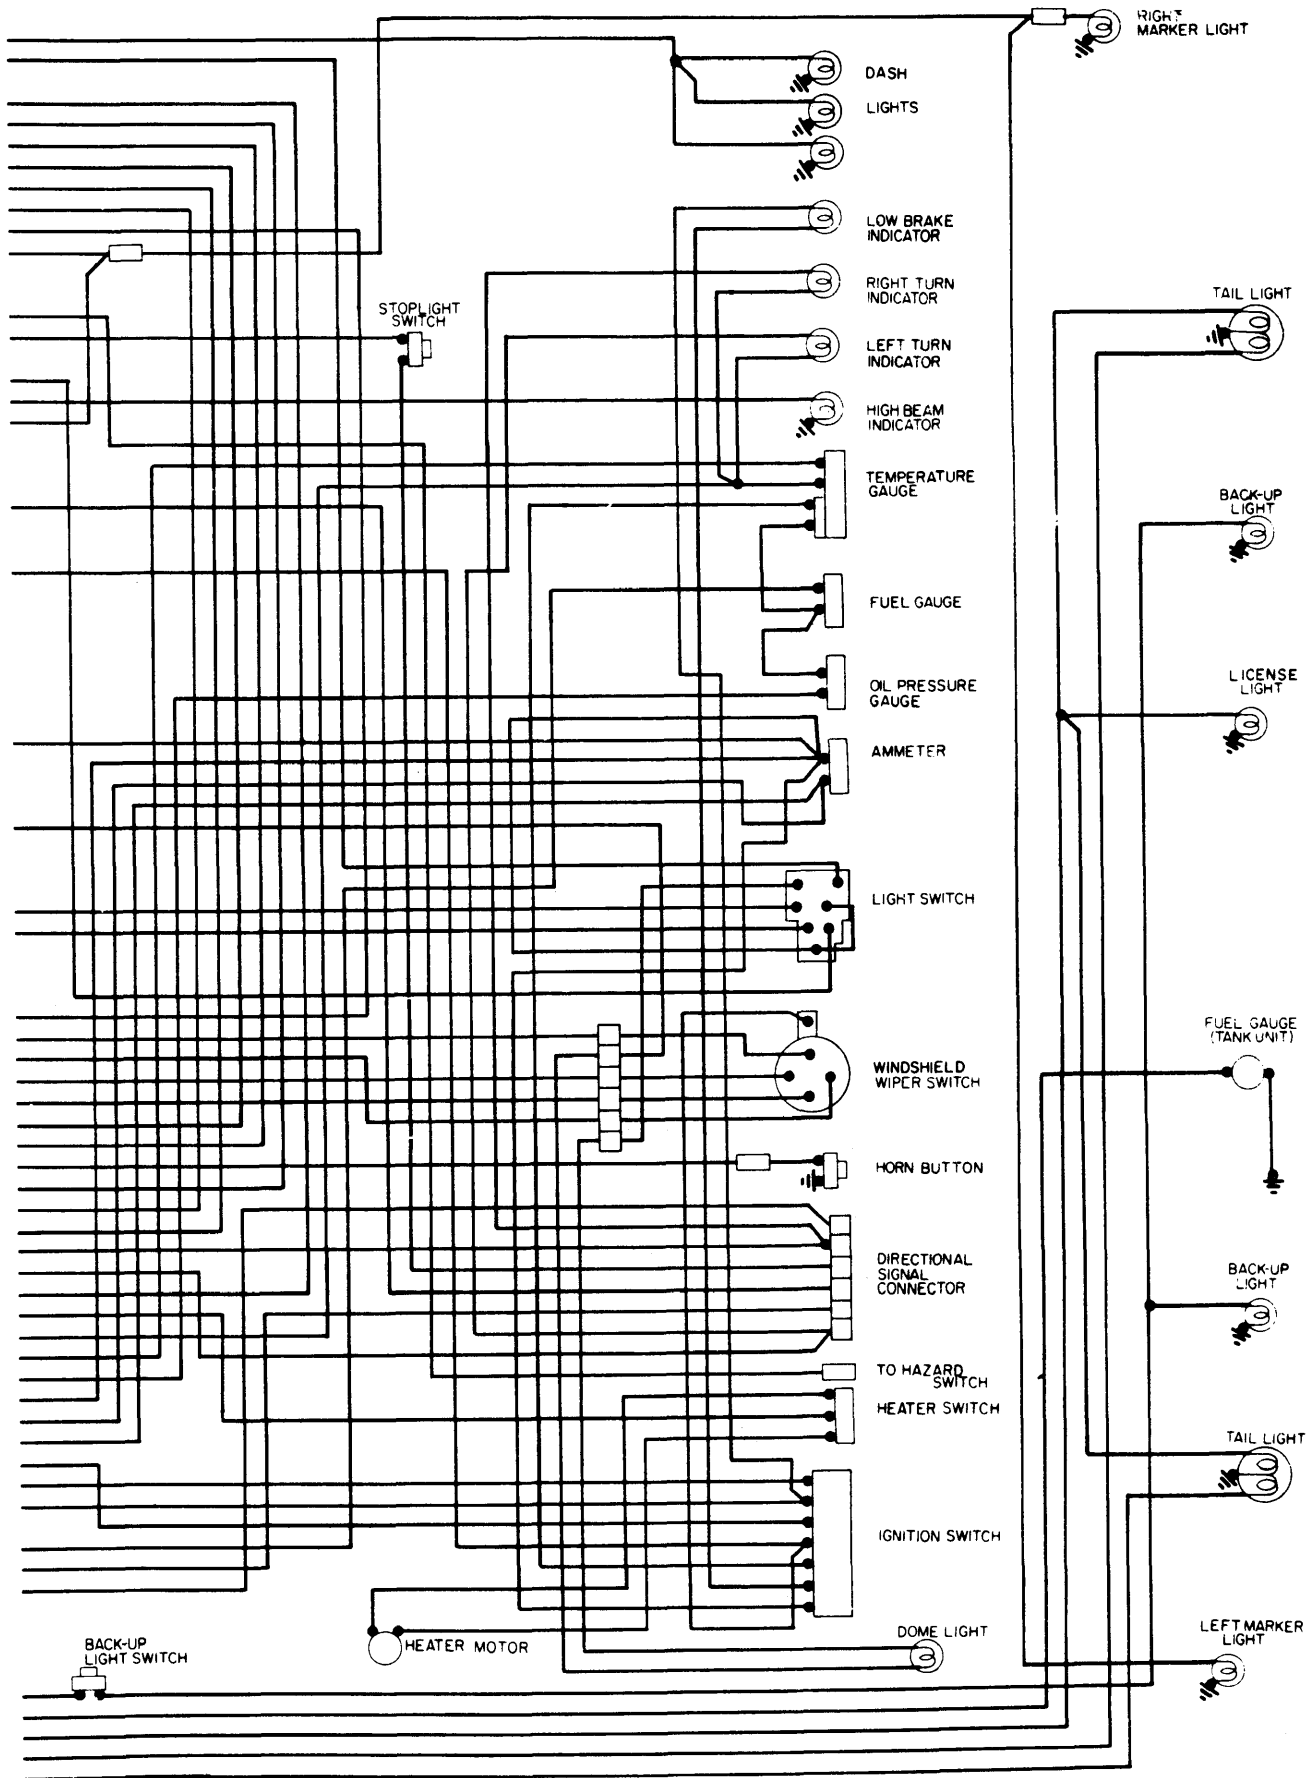 RIGHT
MARKER LIGHT
DASH
LIGHTS
LOW BRAKE
INDICATOR
RIGHT TURN
INDICATOR
TAIL LIGHT
STOPLIGHT
SWITCH
LEFT TURN
INDICATOR
HIGH BEAM
INDICATOR
TEMPERATURE
GAUGE
BACK-UP
LIGHT
FUEL GAUGE
OIL PRESSURE
GAUGE
LICENSE
LIGHT
AMMETER
LIGHT SWITCH
FUEL GAUGE
(TANK UNIT)
WINDSHIELD
WIPER SWITCH
HORN BUTTON
DIRECTIONAL
SIGNAL
CONNECTOR
BACK-UP
LIGHT
TO HAZARD
SWITCH
HEATER SWITCH
TAIL LIGHT
IGNITION SWITCH
LEFT MARKER
LIGHT
DOME LIGHT
HEATER MOTOR
BACK-UP
LIGHT SWITCH